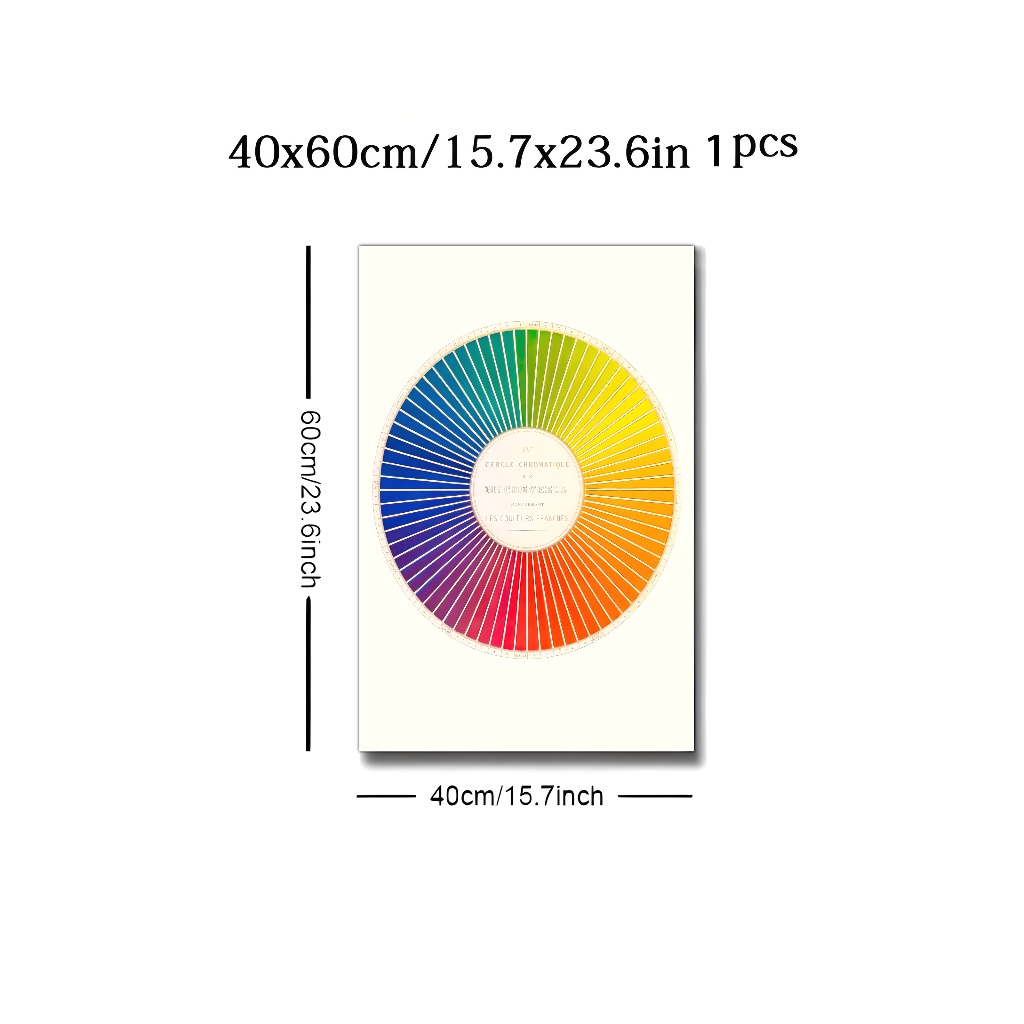 40x60cm/15.7x23.6in 1pcs
60cm/23.6inch
CERCLE CHROMATIQUE
LES COULEURS FRANCHES
40cm/15.7inch